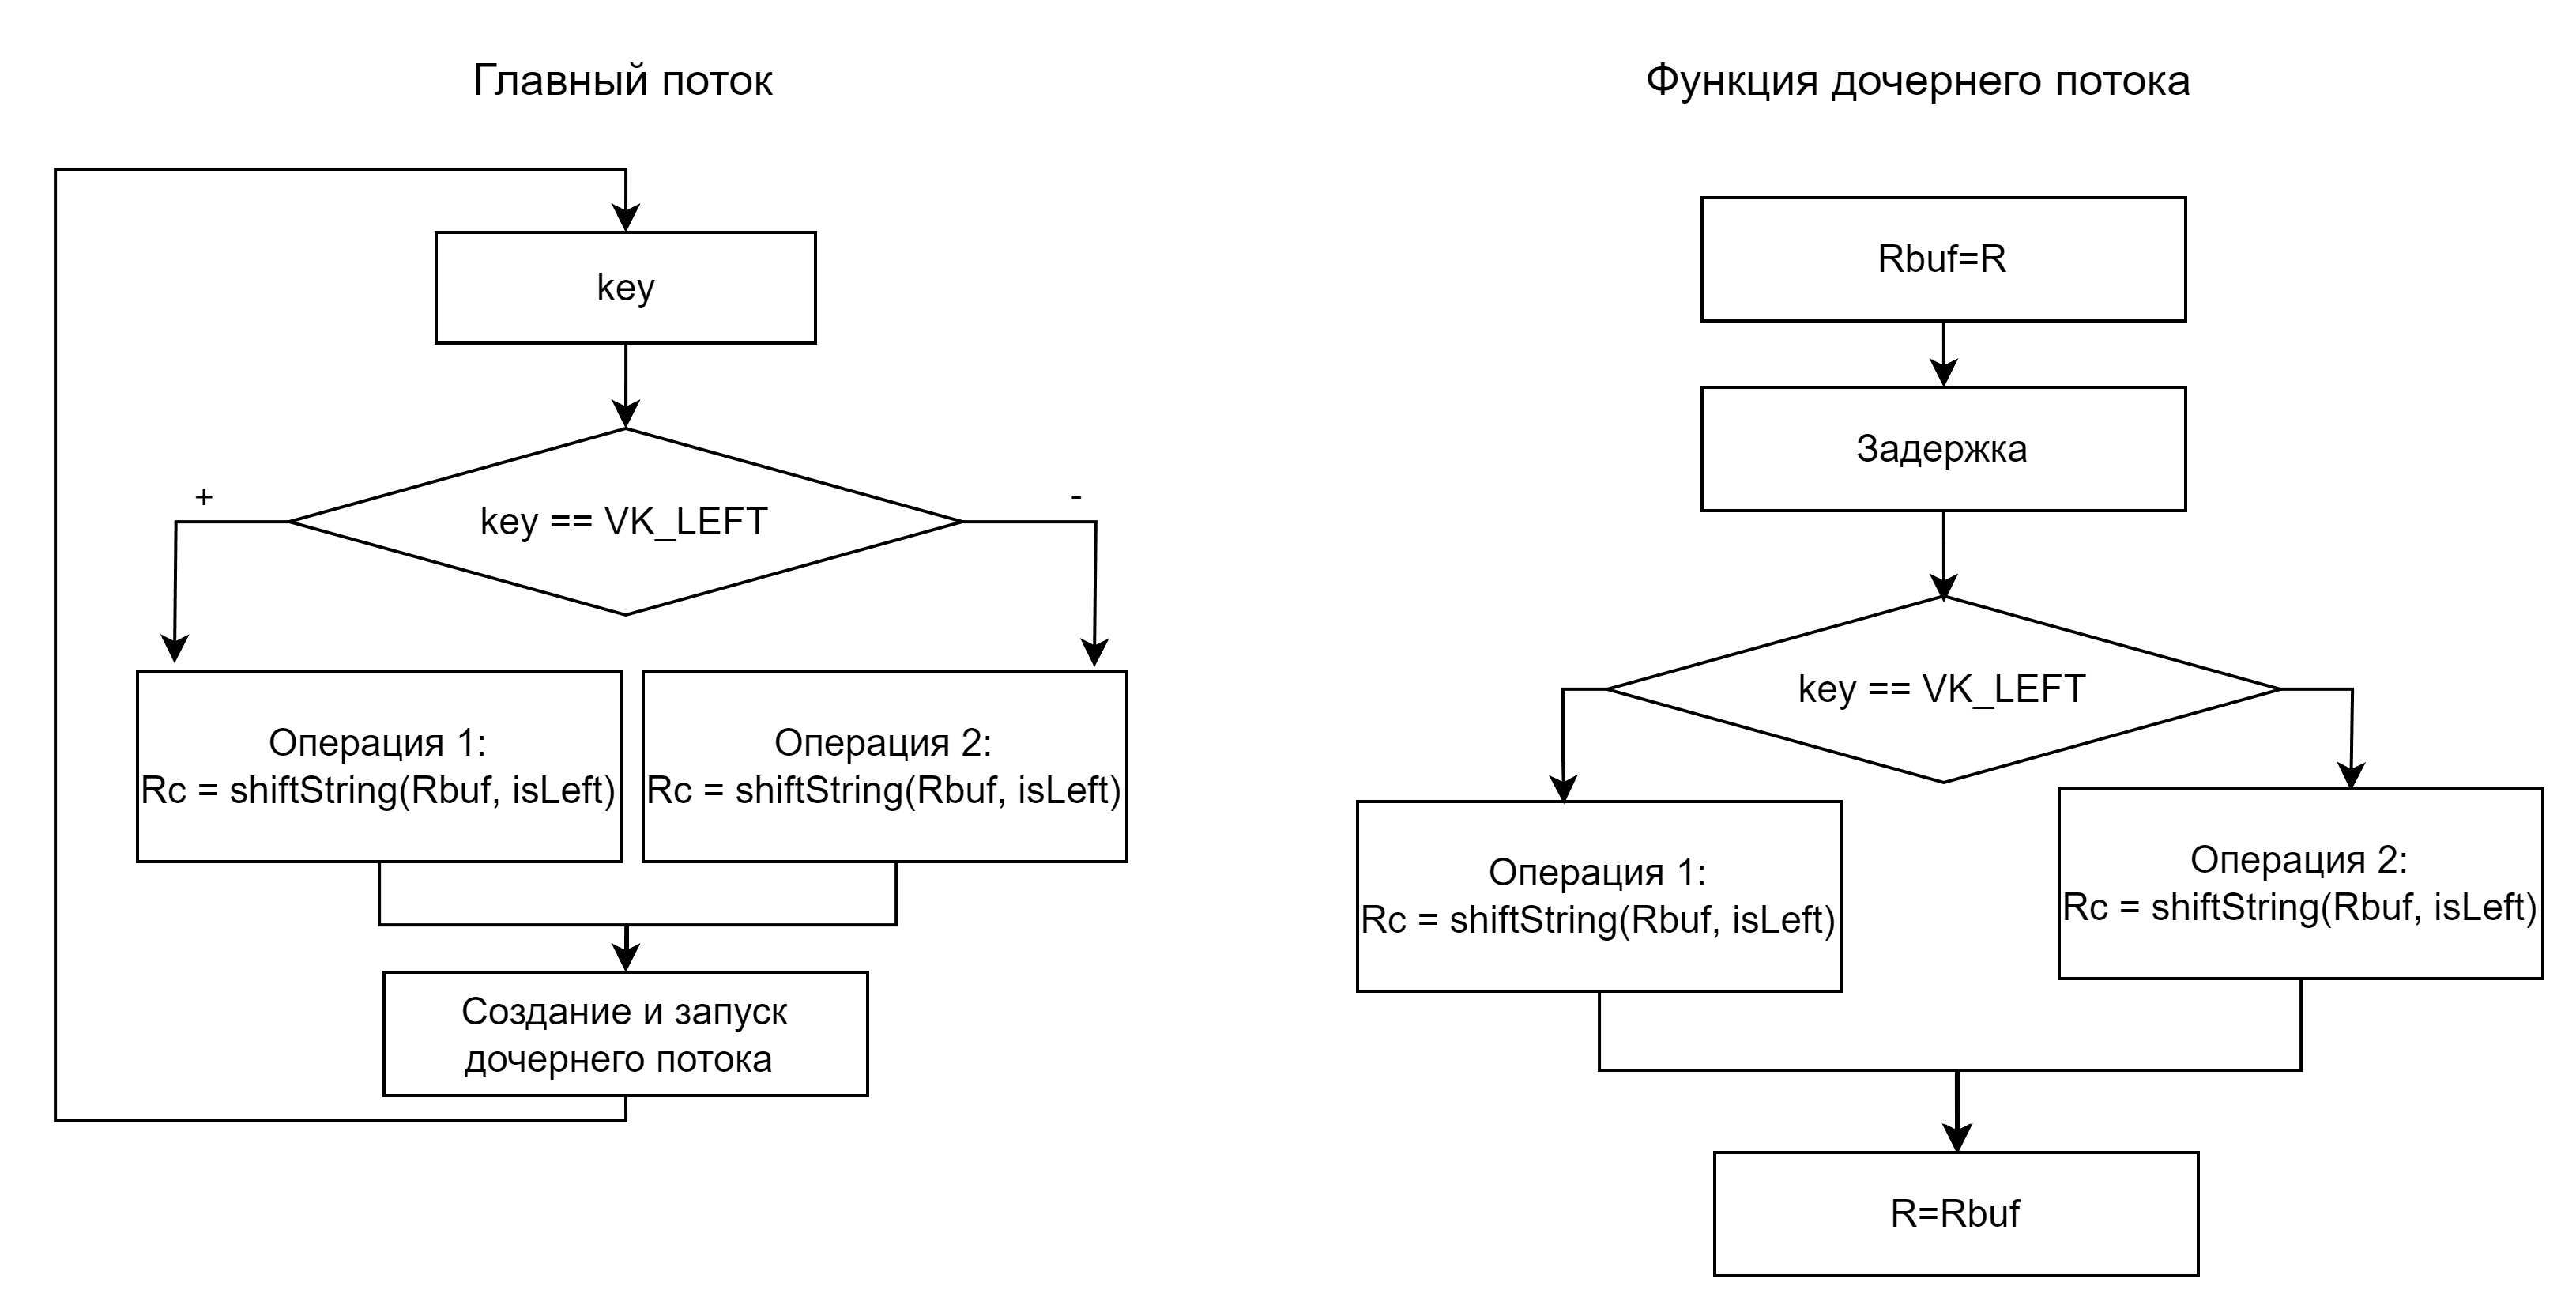 Главный поток
key
key == VK_LEFT
+
-
Операция 1:
Rc = shiftString(Rbuf, isLeft)
Операция 2:
Rc = shiftString(Rbuf, isLeft)
Создание и запуск
дочернего потока
Функция дочернего потока
Rbuf=R
Задержка
key == VK_LEFT
Операция 1:
Rc = shiftString(Rbuf, isLeft)
Операция 2:
Rc = shiftString(Rbuf, isLeft)
R=Rbuf